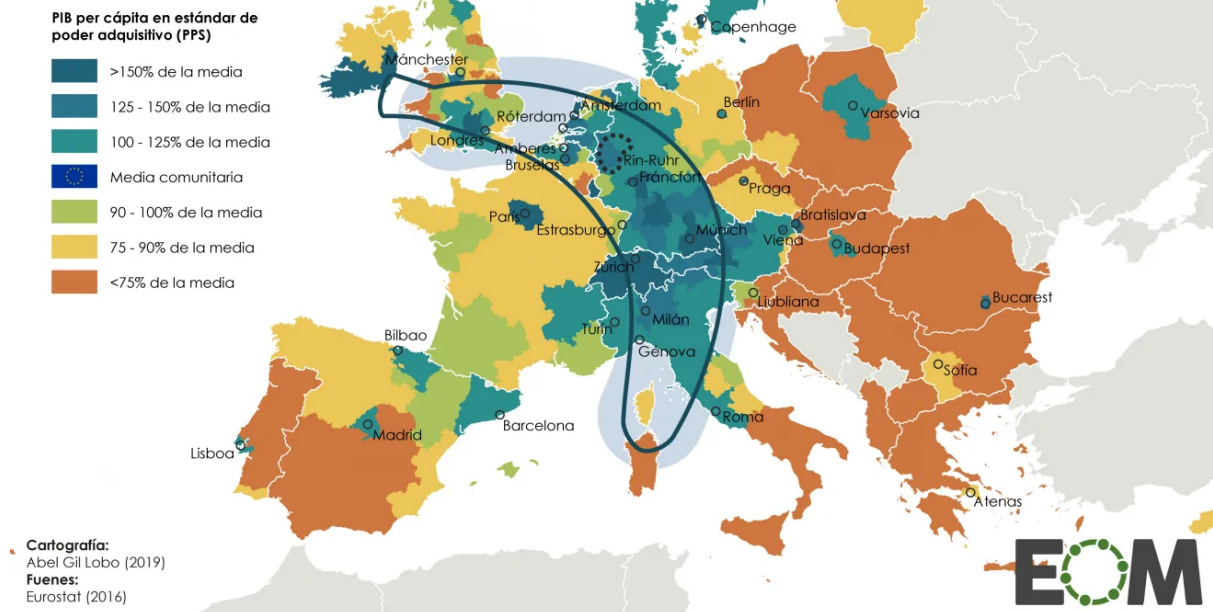 PIB per cápita en estándar de
poder adquisitivo (PPS)
>150% de la media
125 - 150% de la media
100 - 125% de la media
Media comunitaria
90 - 100% de la media
75 - 90% de la media
<75% de la media
Copenhage
Mánchester
Ámsterdam
Berlín
Róterdam
Varsovia
Londres
Amberes
Bruselas
Rin-Ruhr
Fráncfort
Praga
París
Estrasburgo
Bratislava
Múnich
Viena
Budapest
Zúrich
Liubliana
Bucarest
Milán
Turín
Génova
Bilbao
Sofía
Roma
Barcelona
Madrid
Lisboa
Atenas
Cartografía:
Abel Gil Lobo (2019)
Fuenes:
Eurostat (2016)
EOM